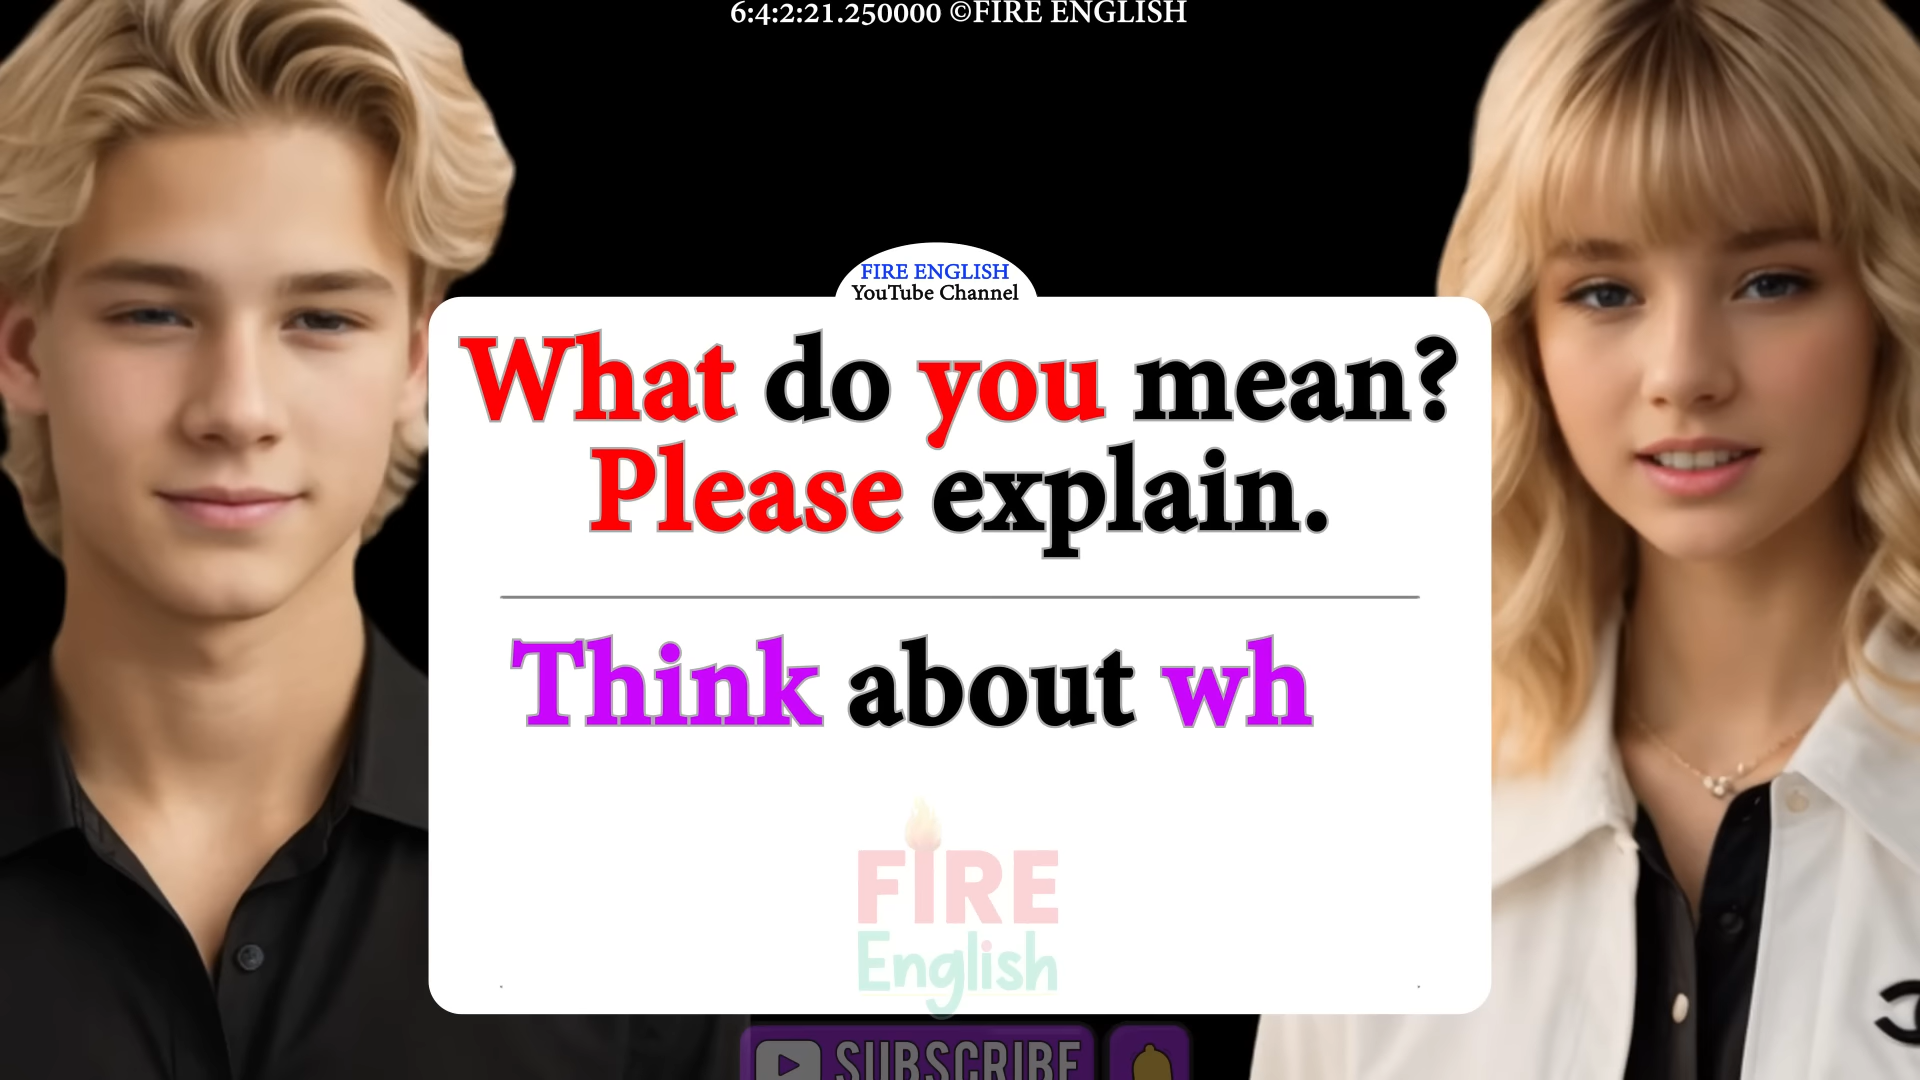 6:4:2:21.250000 ©FIRE ENGLISH
FIRE ENGLISH
YouTube Channel
What do you mean?
Please explain.
Think about wh
FIRE
English
SUBSCRIBE